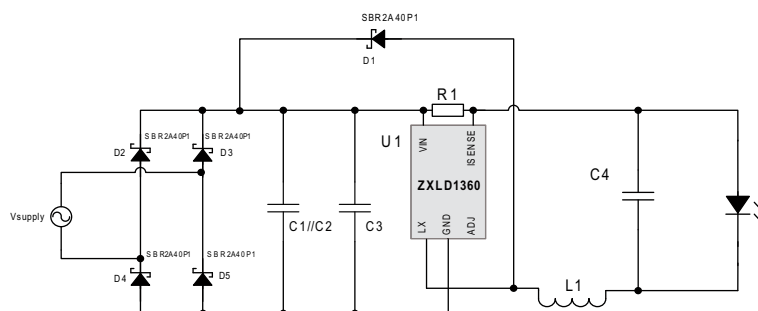 SBR2A40P1
D1
R1
SBR2A40P1
SBR2A40P1
D2
D3
U1
VIN
ISENSE
ZXLD1360
LX
GND
ADJ
C4
Vsupply
C1//C2
C3
SBR2A40P1
SBR2A40P1
D4
D5
L1